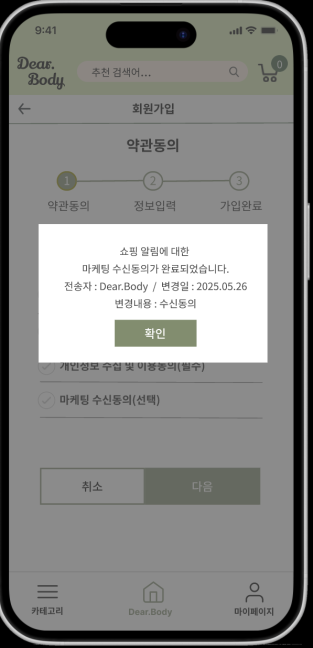 9:41
Dear.
Body
추천 검색어...
0
회원가입
약관동의
1
2
3
약관동의
정보입력
가입완료
쇼핑 알림에 대한
마케팅 수신동의가 완료되었습니다.
전송자 : Dear.Body / 변경일 : 2025.05.26
변경내용 : 수신동의
확인
개인정보 수집 및 이용동의(필수)
마케팅 수신동의(선택)
취소
다음
카테고리
Dear.Body
마이페이지